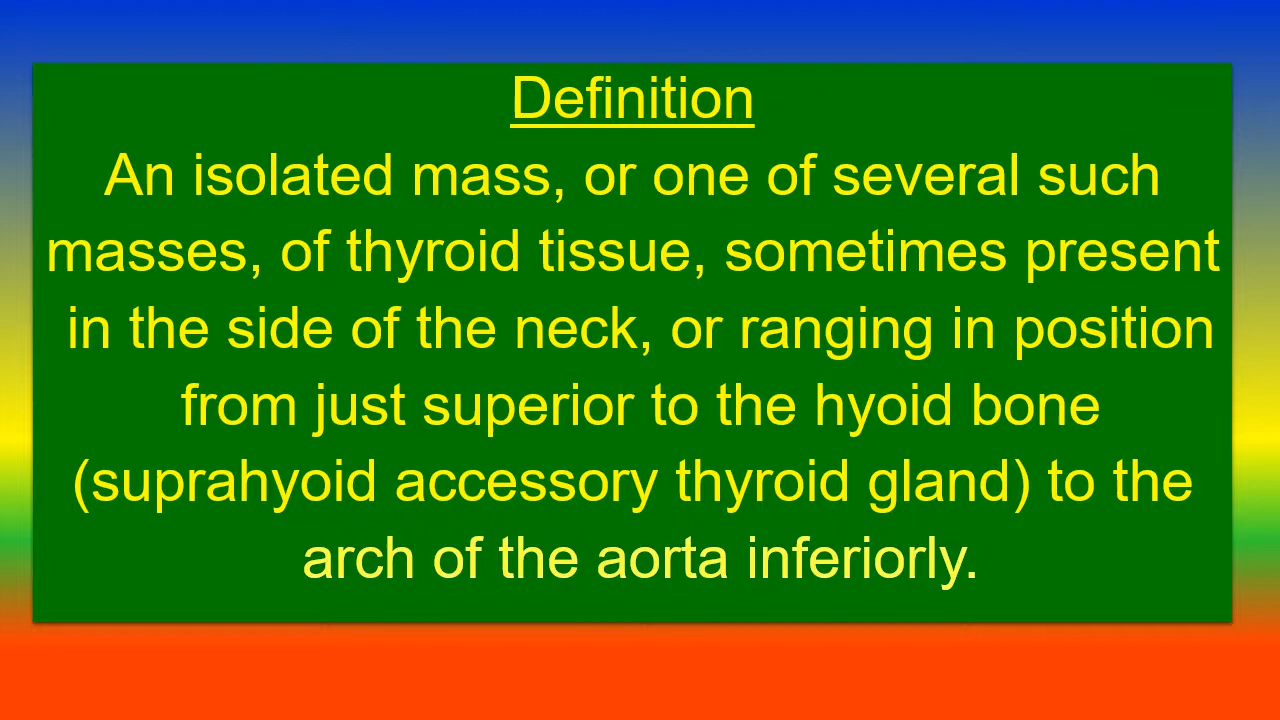 Definition
An isolated mass, or one of several such
masses, of thyroid tissue, sometimes present
in the side of the neck, or ranging in position
from just superior to the hyoid bone
(suprahyoid accessory thyroid gland) to the
arch of the aorta inferiorly.